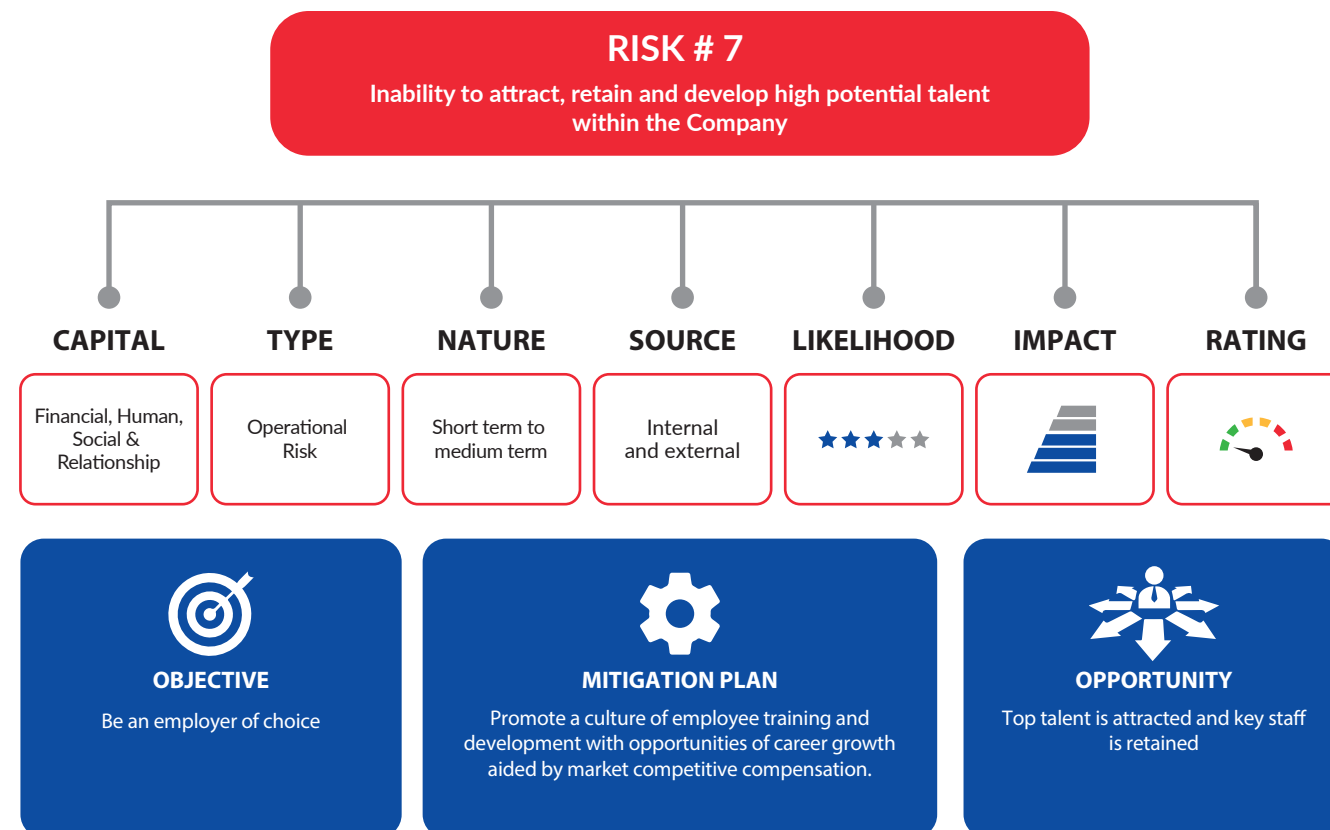 RISK # 7
Inability to attract, retain and develop high potential talent
within the Company
CAPITAL
TYPE
NATURE
SOURCE
LIKELIHOOD
IMPACT
RATING
Financial, Human,
Social &
Relationship
Operational
Risk
Short term to
medium term
Internal
and external
OBJECTIVE
Be an employer of choice
MITIGATION PLAN
Promote a culture of employee training and
development with opportunities of career growth
aided by market competitive compensation.
OPPORTUNITY
Top talent is attracted and key staff
is retained